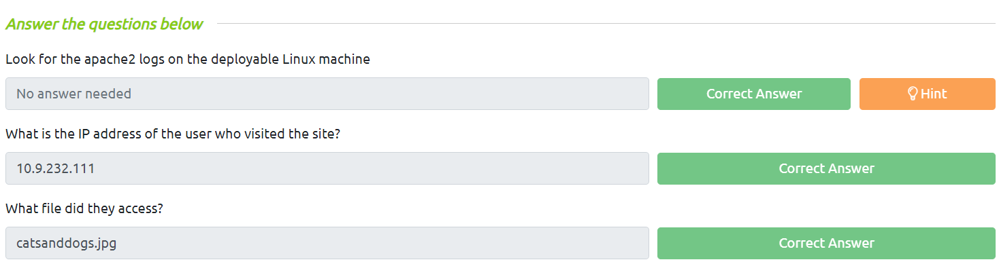 Answer the questions below
Look for the apache2 logs on the deployable Linux machine
No answer needed
Correct Answer
Hint
What is the IP address of the user who visited the site?
10.9.232.111
Correct Answer
What file did they access?
catsanddogs.jpg
Correct Answer